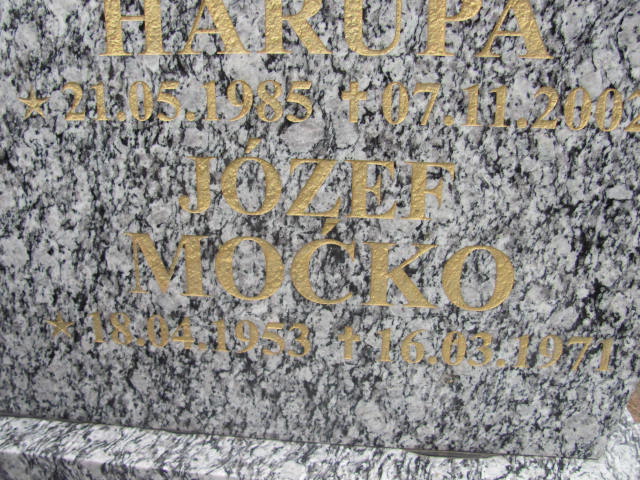 HARUPA
★ 21.05.1985 ✝ 07.11.2002
JÓZEF
MOĆKO
★ 18.04.1953 ✝ 16.03.1971